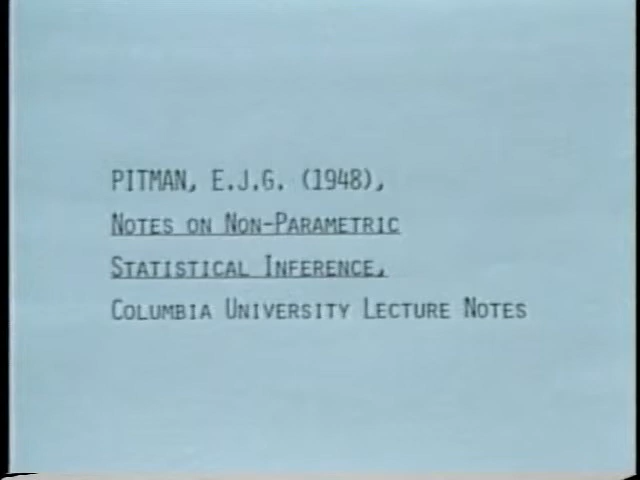 PITMAN, E.J.G. (1948),
NOTES ON NON-PARAMETRIC
STATISTICAL INFERENCE,
COLUMBIA UNIVERSITY LECTURE NOTES